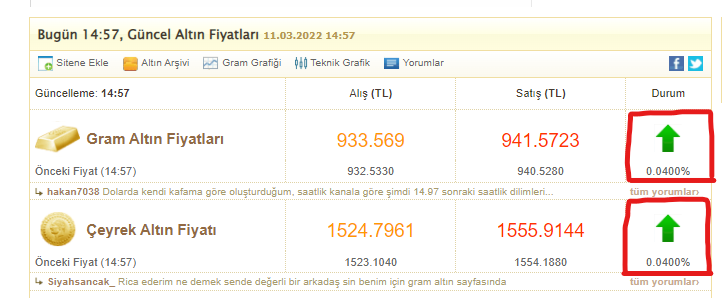 Bugün 14:57, Güncel Altın Fiyatları 11.03.2022 14:57
Sitene Ekle Altın Arşivi Gram Grafiği Teknik Grafik Yorumlar
Güncelleme: 14:57 Alış (TL) Satış (TL) Durum
Gram Altın Fiyatları 933.569 941.5723
Önceki Fiyat (14:57) 932.5330 940.5280 0.0400%
hakan7038 Dolarda kendi kafama göre oluşturduğum, saatlik kanala göre şimdi 14.97 sonraki saatlik dilimleri... tüm yorumları
Çeyrek Altın Fiyatı 1524.7961 1555.9144
Önceki Fiyat (14:57) 1523.1040 1554.1880 0.0400%
Siyahsancak_ Rica ederim ne demek sende değerli bir arkadaş sin benim için gram altın sayfasında tüm yorumları